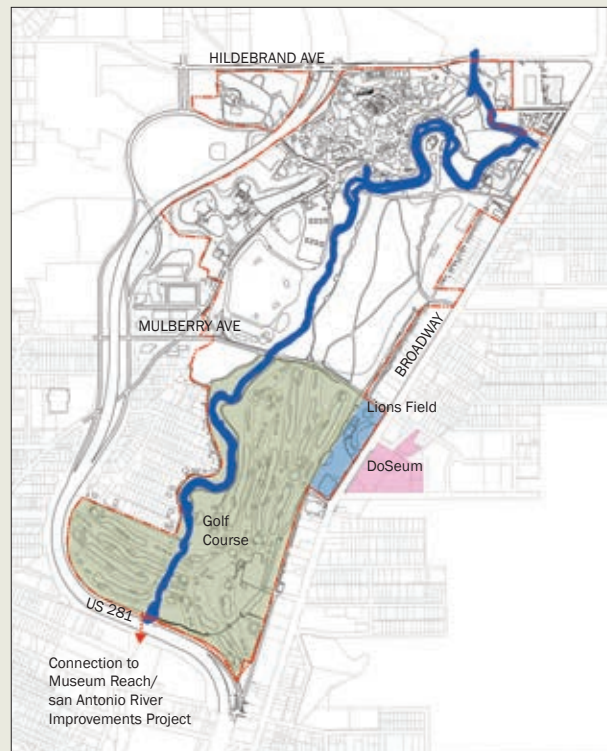 HILDEBRAND AVE
MULBERRY AVE
BROADWAY
Lions Field
DoSeum
Golf
Course
US 281
Connection to
Museum Reach/
san Antonio River
Improvements Project